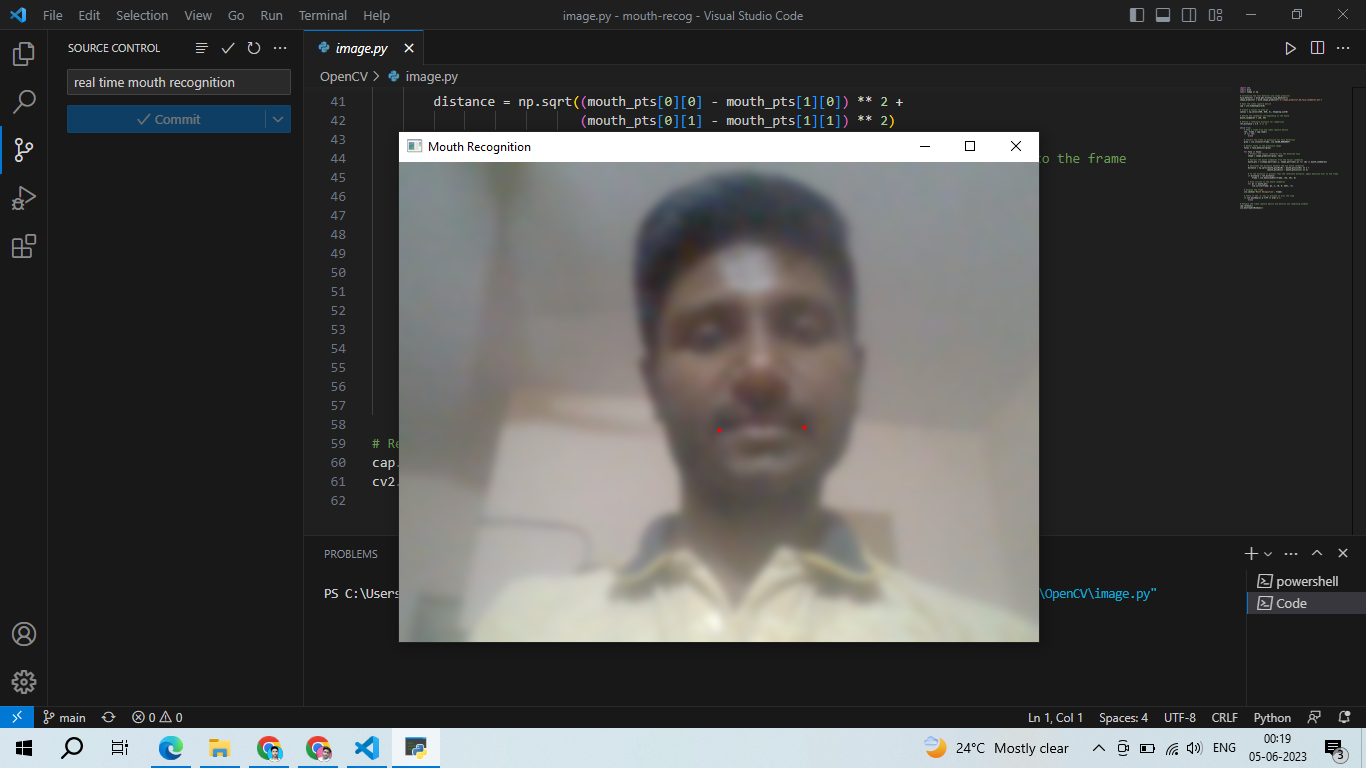 File Edit Selection View Go Run Terminal Help
image.py - mouth-recog - Visual Studio Code
SOURCE CONTROL
real time mouth recognition
Commit
image.py
OpenCV > image.py
41 distance = np.sqrt((mouth_pts[0][0] - mouth_pts[1][0]) ** 2 +
42 (mouth_pts[0][1] - mouth_pts[1][1]) ** 2)
43
Mouth Recognition
44 to the frame
45
46
47
48
49
50
51
52
53
54
55
56
57
58
59 # Re
60 cap.
61 cv2.
62
PROBLEMS
PS C:\Users
\OpenCV\image.py"
powershell
Code
main
0 0
Ln 1, Col 1 Spaces: 4 UTF-8 CRLF Python
24°C Mostly clear
ENG
00:19
05-06-2023
3